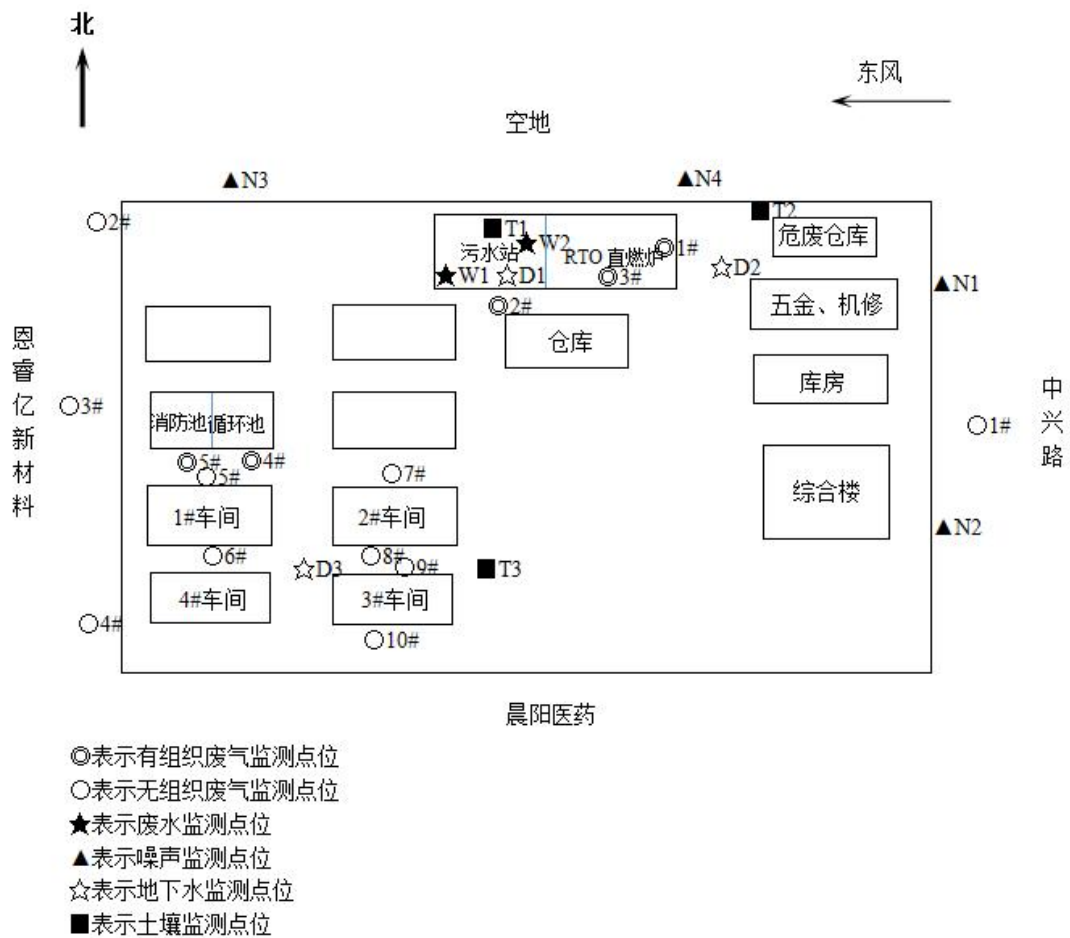 北
东风
空地
▲N3
▲N4
○2#
■T1
■T2
污水站
★W2
RTO 直燃炉
◎1#
危废仓库
★W1
☆D1
◎3#
☆D2
▲N1
◎2#
五金、机修
仓库
恩睿亿新材料
库房
中兴路
○3#
消防池
循环池
○1#
◎5#
◎4#
○5#
○7#
综合楼
1#车间
2#车间
▲N2
○6#
○8#
○9#
☆D3
■T3
4#车间
3#车间
○4#
○10#
晨阳医药
◎表示有组织废气监测点位
○表示无组织废气监测点位
★表示废水监测点位
▲表示噪声监测点位
☆表示地下水监测点位
■表示土壤监测点位